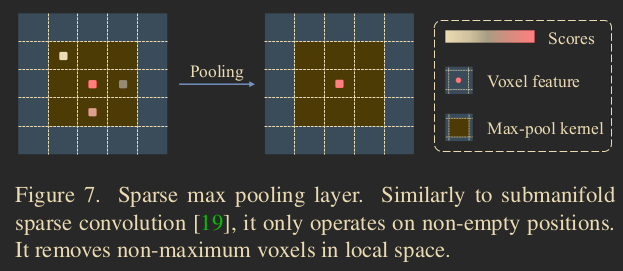 Pooling
Scores
Voxel feature
Max-pool kernel
Figure 7. Sparse max pooling layer. Similarly to submanifold
sparse convolution [19], it only operates on non-empty positions.
It removes non-maximum voxels in local space.